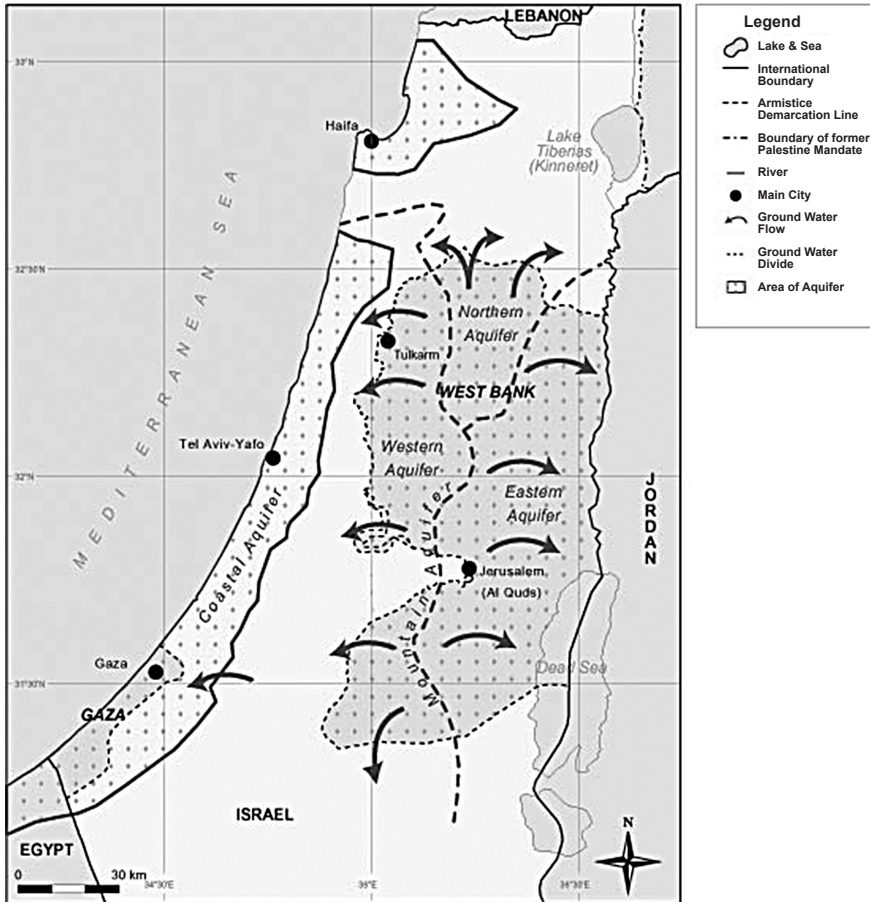 LEBANON
33°N
Haifa
Lake
Tiberias
(Kinneret)
MEDITERRANEAN SEA
32°30'N
Northern
Aquifer
Tulkarm
WEST BANK
Tel Aviv-Yafo
Western
Aquifer
32°N
Eastern
Aquifer
JORDAN
Coastal Aquifer
Mountain Aquifer
Jerusalem
(Al Quds)
Gaza
Dead Sea
31°30'N
GAZA
ISRAEL
EGYPT
N
0 30 km
34°30'E
35°E
35°30'E
Legend
Lake & Sea
International
Boundary
Armistice
Demarcation Line
Boundary of former
Palestine Mandate
River
Main City
Ground Water
Flow
Ground Water
Divide
Area of Aquifer